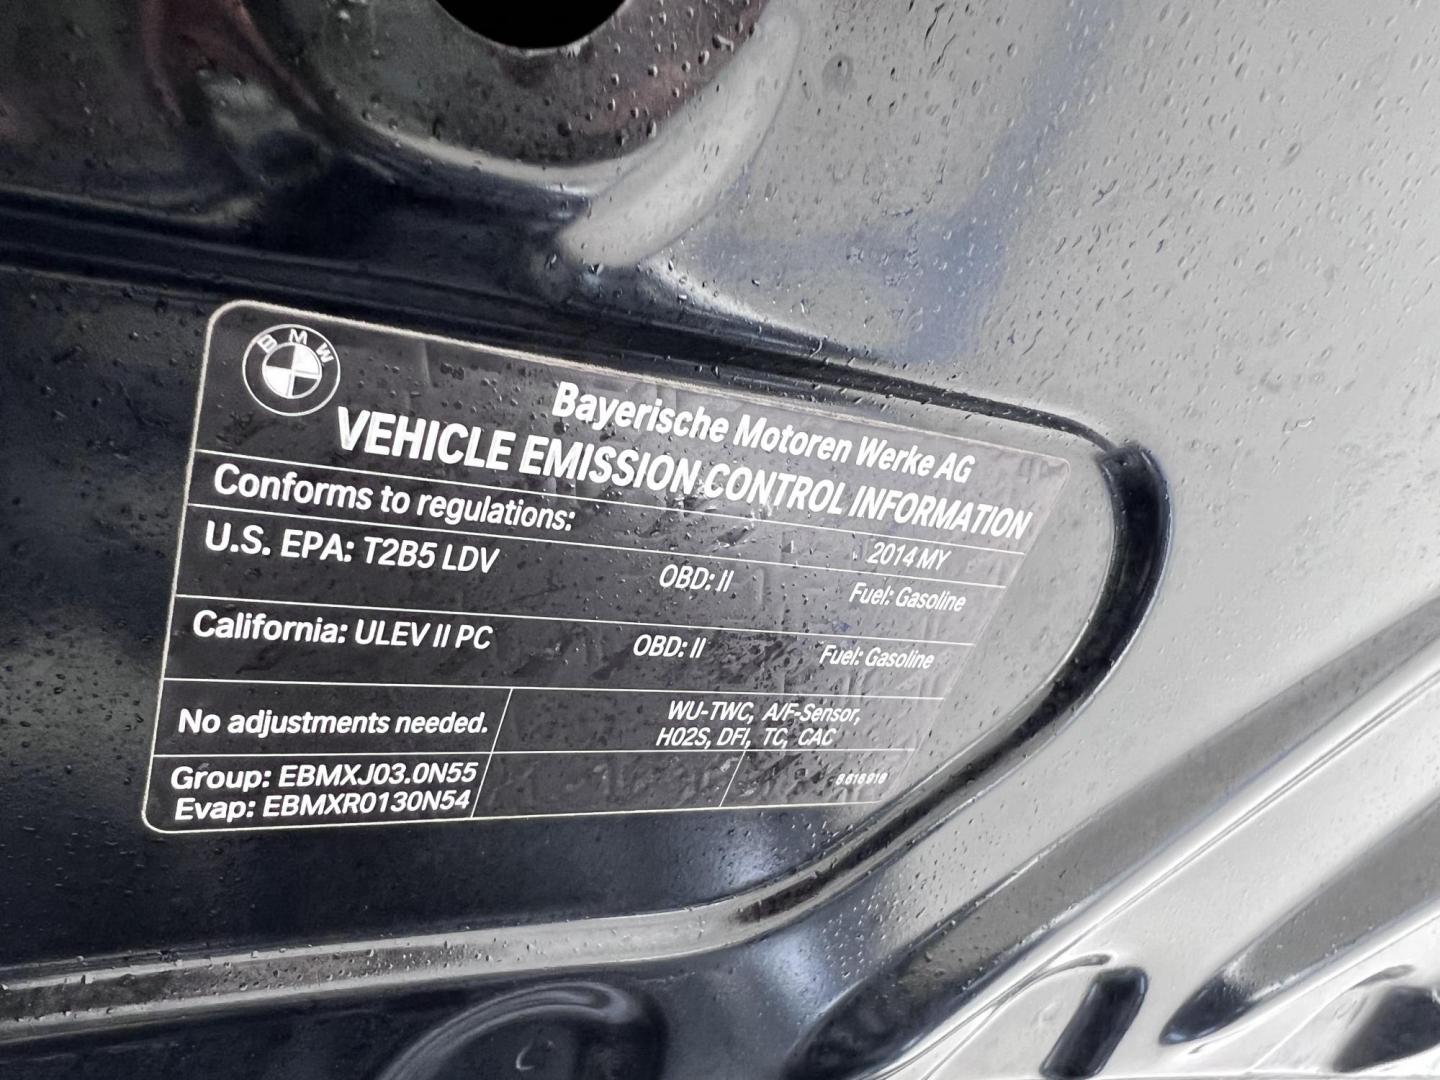 BMW
Bayerische Motoren Werke AG
VEHICLE EMISSION CONTROL INFORMATION
Conforms to regulations:
2014 MY
U.S. EPA: T2B5 LDV OBD: II Fuel: Gasoline
California: ULEV II PC OBD: II Fuel: Gasoline
No adjustments needed.
WU-TWC, A/F-Sensor,
H02S, DFI, TC, CAC
Group: EBMXJ03.0N55
Evap: EBMXR0130N54